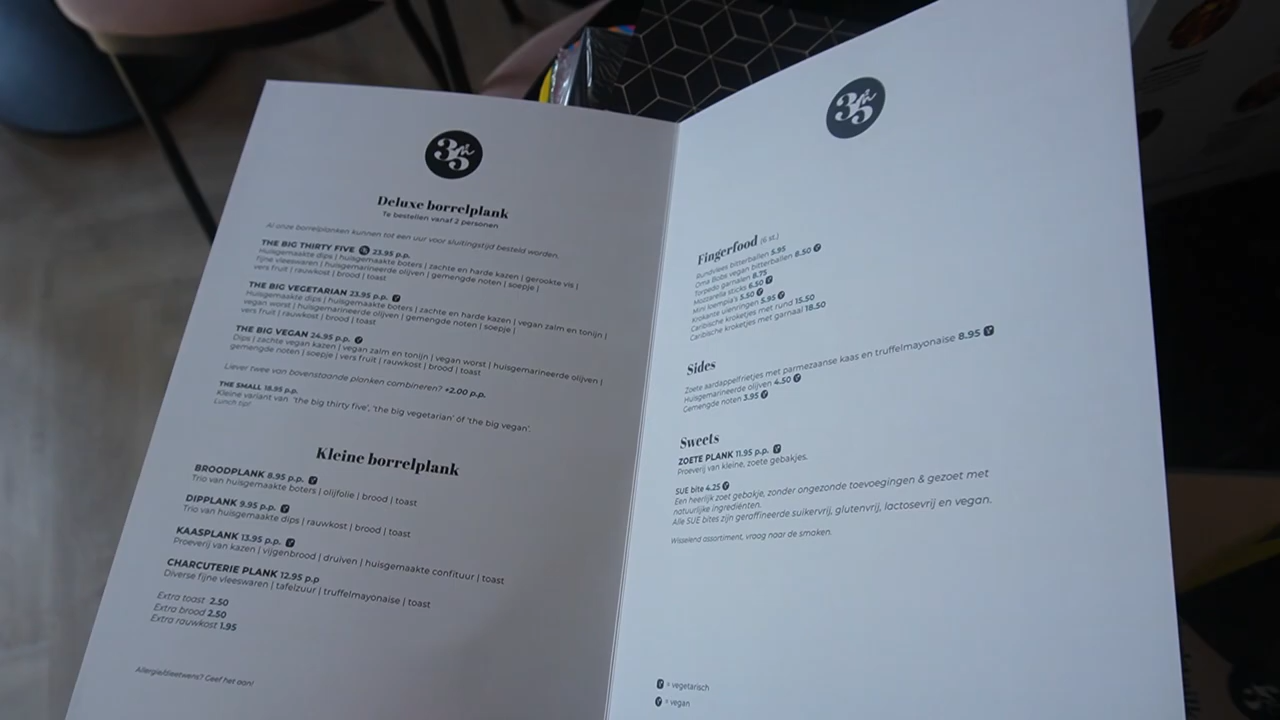 35
Deluxe borrelplank
Te bestellen vanaf 2 personen
Al onze borrelplanken kunnen tot een uur voor sluitingstijd besteld worden.
THE BIG THIRTY FIVE 23.95 p.p.
Huisgemaakte dips | huisgemaakte boters | zachte en harde kazen | gerookte vis |
fijne vleeswaren | huisgemarineerde olijven | gemengde noten | soepje |
vers fruit | rauwkost | brood | toast
THE BIG VEGETARIAN 23.95 p.p.
Huisgemaakte dips | huisgemaakte boters | zachte en harde kazen | vegan zalm en tonijn |
vegan worst | huisgemarineerde olijven | gemengde noten | soepje |
vers fruit | rauwkost | brood | toast
THE BIG VEGAN 24.95 p.p.
Dips | zachte vegan kazen | vegan zalm en tonijn | vegan worst | huisgemarineerde olijven |
gemengde noten | soepje | vers fruit | rauwkost | brood | toast
Liever twee van bovenstaande planken combineren? +2.00 p.p.
THE SMALL 18.95 p.p.
Kleine variant van 'the big thirty five', 'the big vegetarian' óf 'the big vegan'.
Lunch tip!
Kleine borrelplank
BROODPLANK 8.95 p.p.
Trio van huisgemaakte boters | olijfolie | brood | toast
DIPPLANK 9.95 p.p.
Trio van huisgemaakte dips | rauwkost | brood | toast
KAASPLANK 13.95 p.p.
Proeverij van kazen | vijgenbrood | druiven | huisgemaakte confituur | toast
CHARCUTERIE PLANK 12.95 p.p
Diverse fijne vleeswaren | tafelzuur | truffelmayonaise | toast
Extra toast 2.50
Extra brood 2.50
Extra rauwkost 1.95
Allergie/dieetwens? Geef het aan!
35
Fingerfood (6 st.)
Rundvlees bitterballen 5.95
Oma Bobs vegan bitterballen 8.50
Torpedo garnalen 8.75
Mozzarella sticks 6.50
Mini loempia's 5.50
Krokante uienringen 5.95
Caribische kroketjes met rund 15.50
Caribische kroketjes met garnaal 18.50
Sides
Zoete aardappelfrietjes met parmezaanse kaas en truffelmayonaise 8.95
Huisgemarineerde olijven 4.50
Gemengde noten 3.95
Sweets
ZOETE PLANK 11.95 p.p.
Proeverij van kleine, zoete gebakjes.
SUE bite 4.25
Een heerlijk zoet gebakje, zonder ongezonde toevoegingen & gezoet met
natuurlijke ingrediënten.
Alle SUE bites zijn geraffineerde suikervrij, glutenvrij, lactosevrij en vegan.
Wisselend assortiment, vraag naar de smaken.
= vegetarisch
= vegan